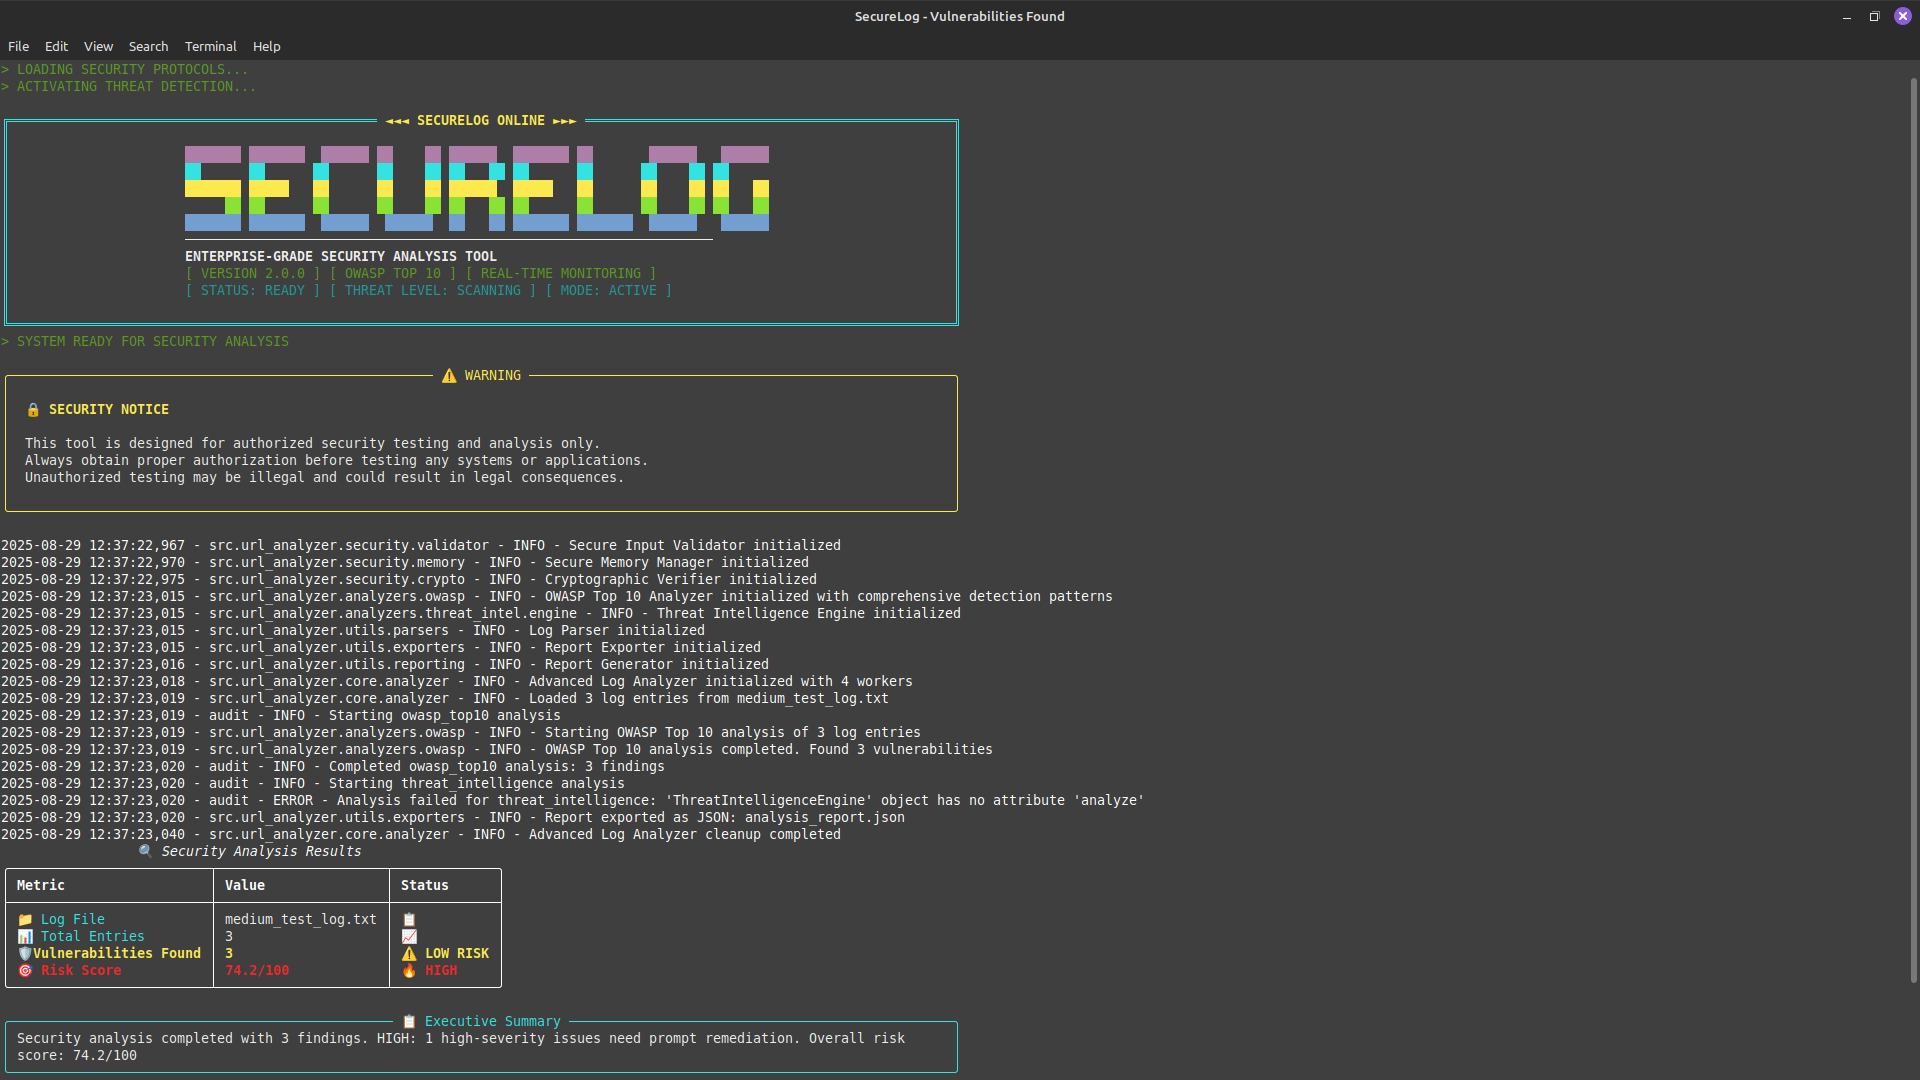 SecureLog - Vulnerabilities Found
File Edit View Search Terminal Help
> LOADING SECURITY PROTOCOLS...
> ACTIVATING THREAT DETECTION...
◄◄◄ SECURELOG ONLINE ►►►
SECURELOG
ENTERPRISE-GRADE SECURITY ANALYSIS TOOL
[ VERSION 2.0.0 ] [ OWASP TOP 10 ] [ REAL-TIME MONITORING ]
[ STATUS: READY ] [ THREAT LEVEL: SCANNING ] [ MODE: ACTIVE ]
> SYSTEM READY FOR SECURITY ANALYSIS
⚠️ WARNING
🔒 SECURITY NOTICE
This tool is designed for authorized security testing and analysis only.
Always obtain proper authorization before testing any systems or applications.
Unauthorized testing may be illegal and could result in legal consequences.
2025-08-29 12:37:22,967 - src.url_analyzer.security.validator - INFO - Secure Input Validator initialized
2025-08-29 12:37:22,970 - src.url_analyzer.security.memory - INFO - Secure Memory Manager initialized
2025-08-29 12:37:22,975 - src.url_analyzer.security.crypto - INFO - Cryptographic Verifier initialized
2025-08-29 12:37:23,015 - src.url_analyzer.analyzers.owasp - INFO - OWASP Top 10 Analyzer initialized with comprehensive detection patterns
2025-08-29 12:37:23,015 - src.url_analyzer.analyzers.threat_intel.engine - INFO - Threat Intelligence Engine initialized
2025-08-29 12:37:23,015 - src.url_analyzer.utils.parsers - INFO - Log Parser initialized
2025-08-29 12:37:23,015 - src.url_analyzer.utils.exporters - INFO - Report Exporter initialized
2025-08-29 12:37:23,016 - src.url_analyzer.utils.reporting - INFO - Report Generator initialized
2025-08-29 12:37:23,018 - src.url_analyzer.core.analyzer - INFO - Advanced Log Analyzer initialized with 4 workers
2025-08-29 12:37:23,019 - src.url_analyzer.core.analyzer - INFO - Loaded 3 log entries from medium_test_log.txt
2025-08-29 12:37:23,019 - audit - INFO - Starting owasp_top10 analysis
2025-08-29 12:37:23,019 - src.url_analyzer.analyzers.owasp - INFO - Starting OWASP Top 10 analysis of 3 log entries
2025-08-29 12:37:23,019 - src.url_analyzer.analyzers.owasp - INFO - OWASP Top 10 analysis completed. Found 3 vulnerabilities
2025-08-29 12:37:23,020 - audit - INFO - Completed owasp_top10 analysis: 3 findings
2025-08-29 12:37:23,020 - audit - INFO - Starting threat_intelligence analysis
2025-08-29 12:37:23,020 - audit - ERROR - Analysis failed for threat_intelligence: 'ThreatIntelligenceEngine' object has no attribute 'analyze'
2025-08-29 12:37:23,020 - src.url_analyzer.utils.exporters - INFO - Report exported as JSON: analysis_report.json
2025-08-29 12:37:23,040 - src.url_analyzer.core.analyzer - INFO - Advanced Log Analyzer cleanup completed
🔍 Security Analysis Results
Metric Value Status
📁 Log File medium_test_log.txt 📋
📊 Total Entries 3 📈
🛡️Vulnerabilities Found 3 ⚠️ LOW RISK
🎯 Risk Score 74.2/100 🔥 HIGH
📋 Executive Summary
Security analysis completed with 3 findings. HIGH: 1 high-severity issues need prompt remediation. Overall risk
score: 74.2/100